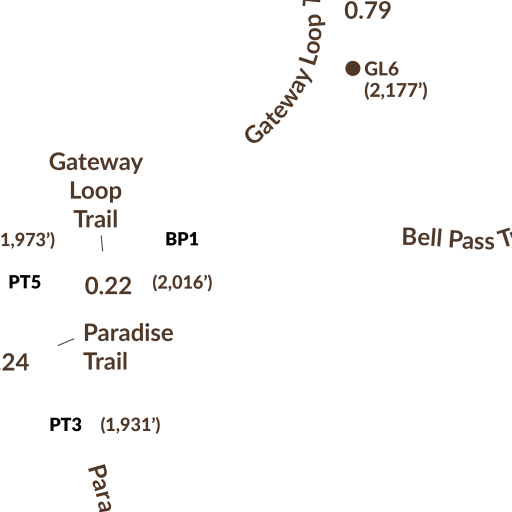 0.79
Gateway Loop
GL6
(2,177’)
Gateway
Loop
Trail
1,973’)
BP1
Bell Pass
PT5
0.22
(2,016’)
Paradise
Trail
.24
PT3
(1,931’)
Para